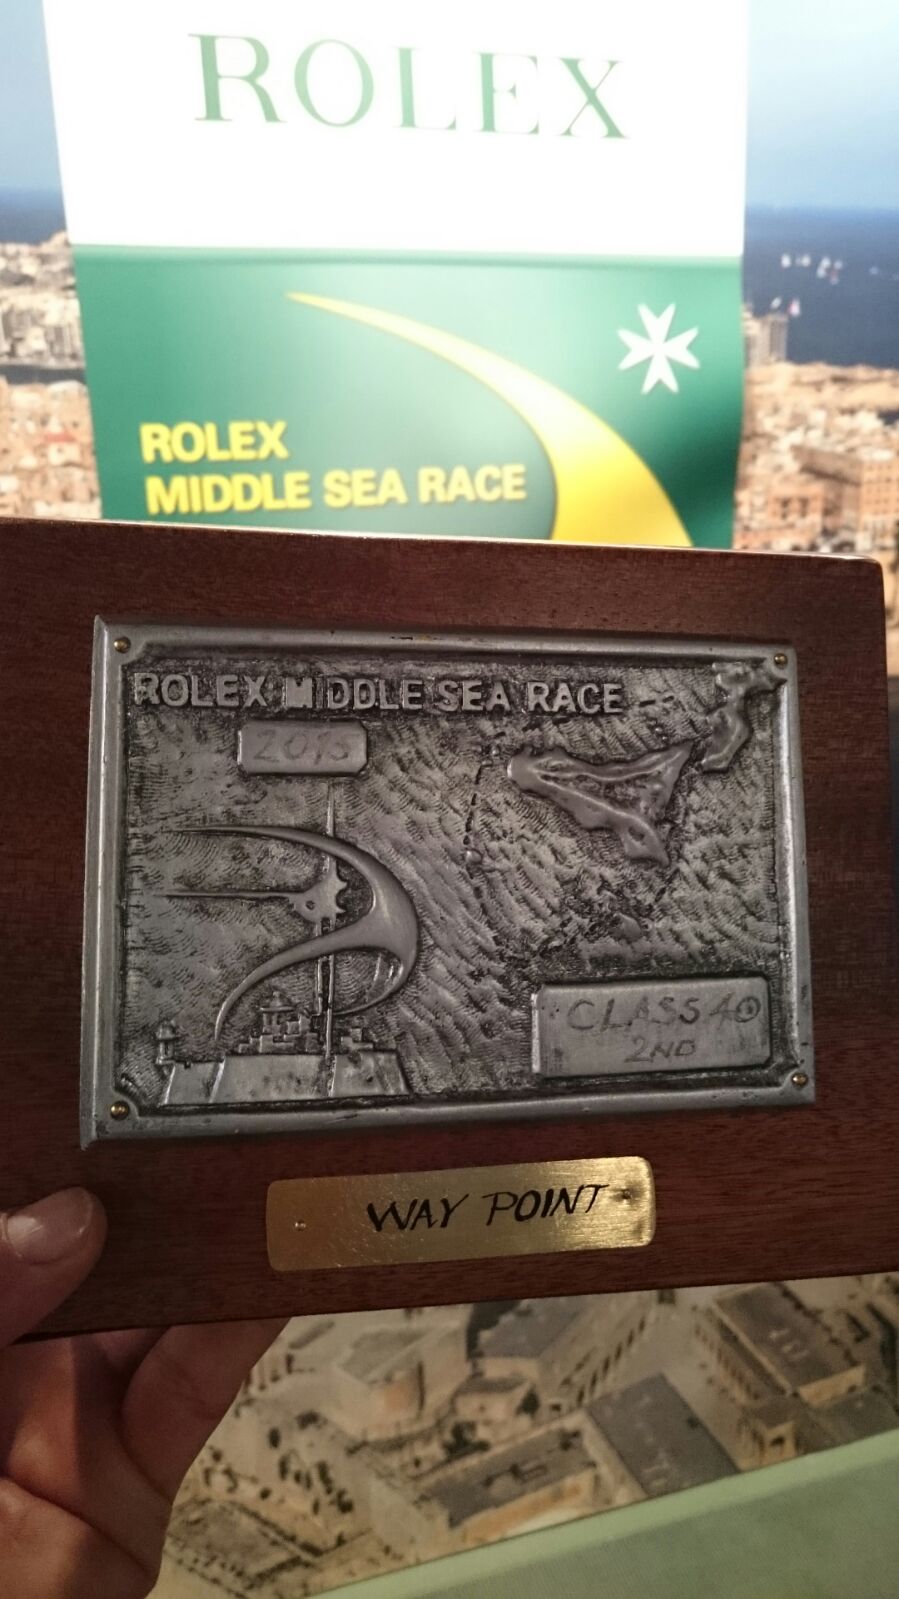 ROLEX
ROLEX
MIDDLE SEA RACE
ROLEX MIDDLE SEA RACE
2015
CLASS 40
2ND
WAY POINT